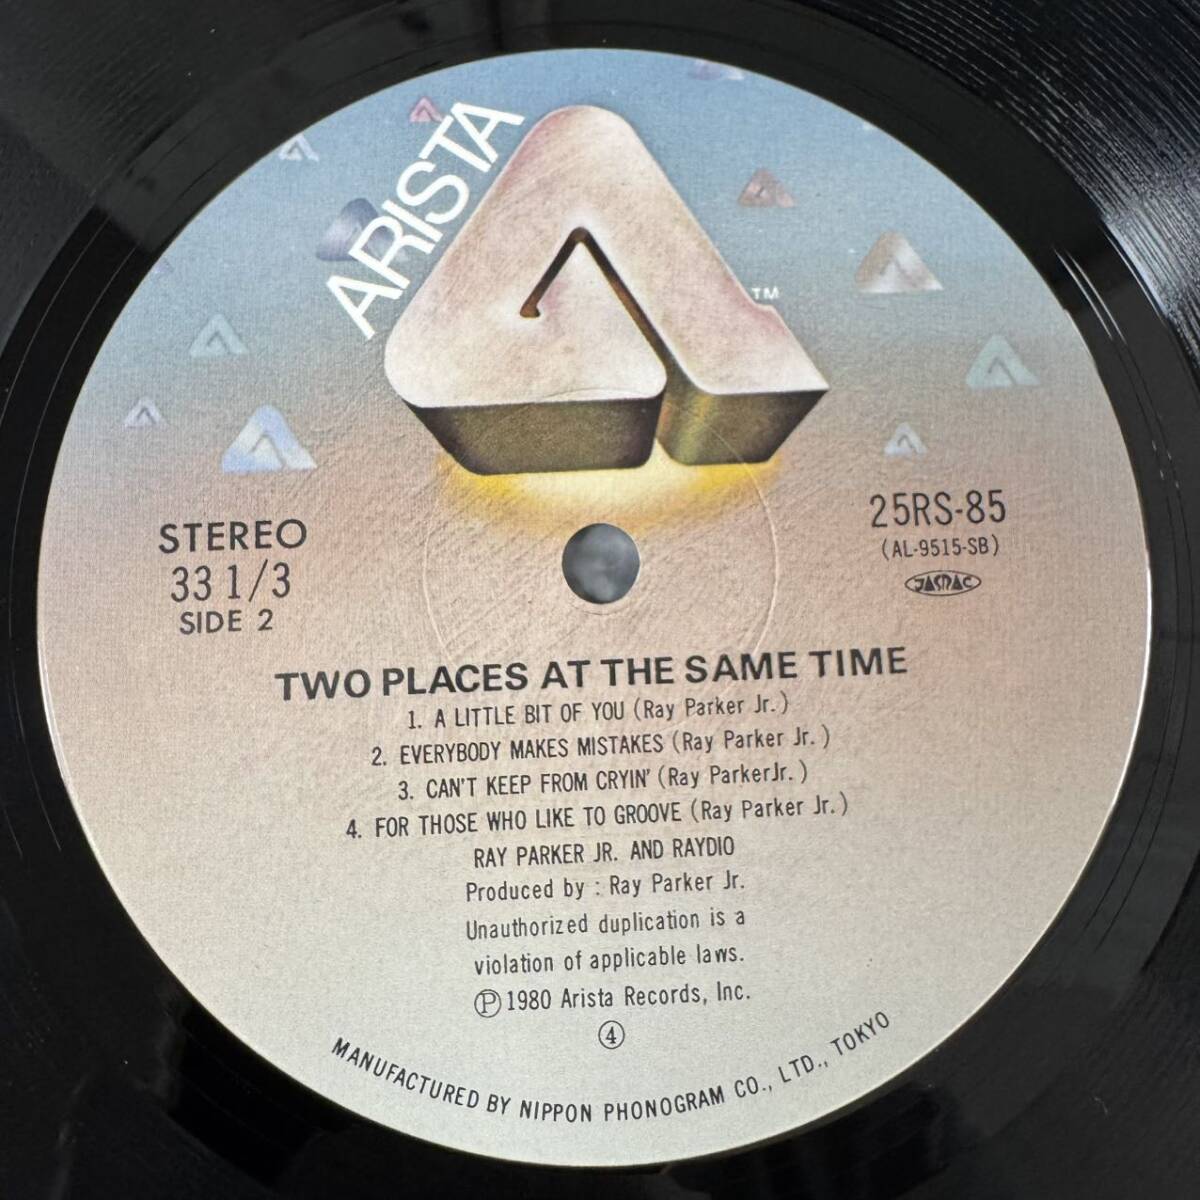 ARISTA
TM
STEREO
33 1/3
SIDE 2
25RS-85
(AL-9515-SB)
JASRAC
TWO PLACES AT THE SAME TIME
1. A LITTLE BIT OF YOU (Ray Parker Jr.)
2. EVERYBODY MAKES MISTAKES (Ray Parker Jr.)
3. CAN'T KEEP FROM CRYIN' (Ray ParkerJr.)
4. FOR THOSE WHO LIKE TO GROOVE (Ray Parker Jr.)
RAY PARKER JR. AND RAYDIO
Produced by : Ray Parker Jr.
Unauthorized duplication is a
violation of applicable laws.
Ⓟ1980 Arista Records, Inc.
④
MANUFACTURED BY NIPPON PHONOGRAM CO., LTD., TOKYO